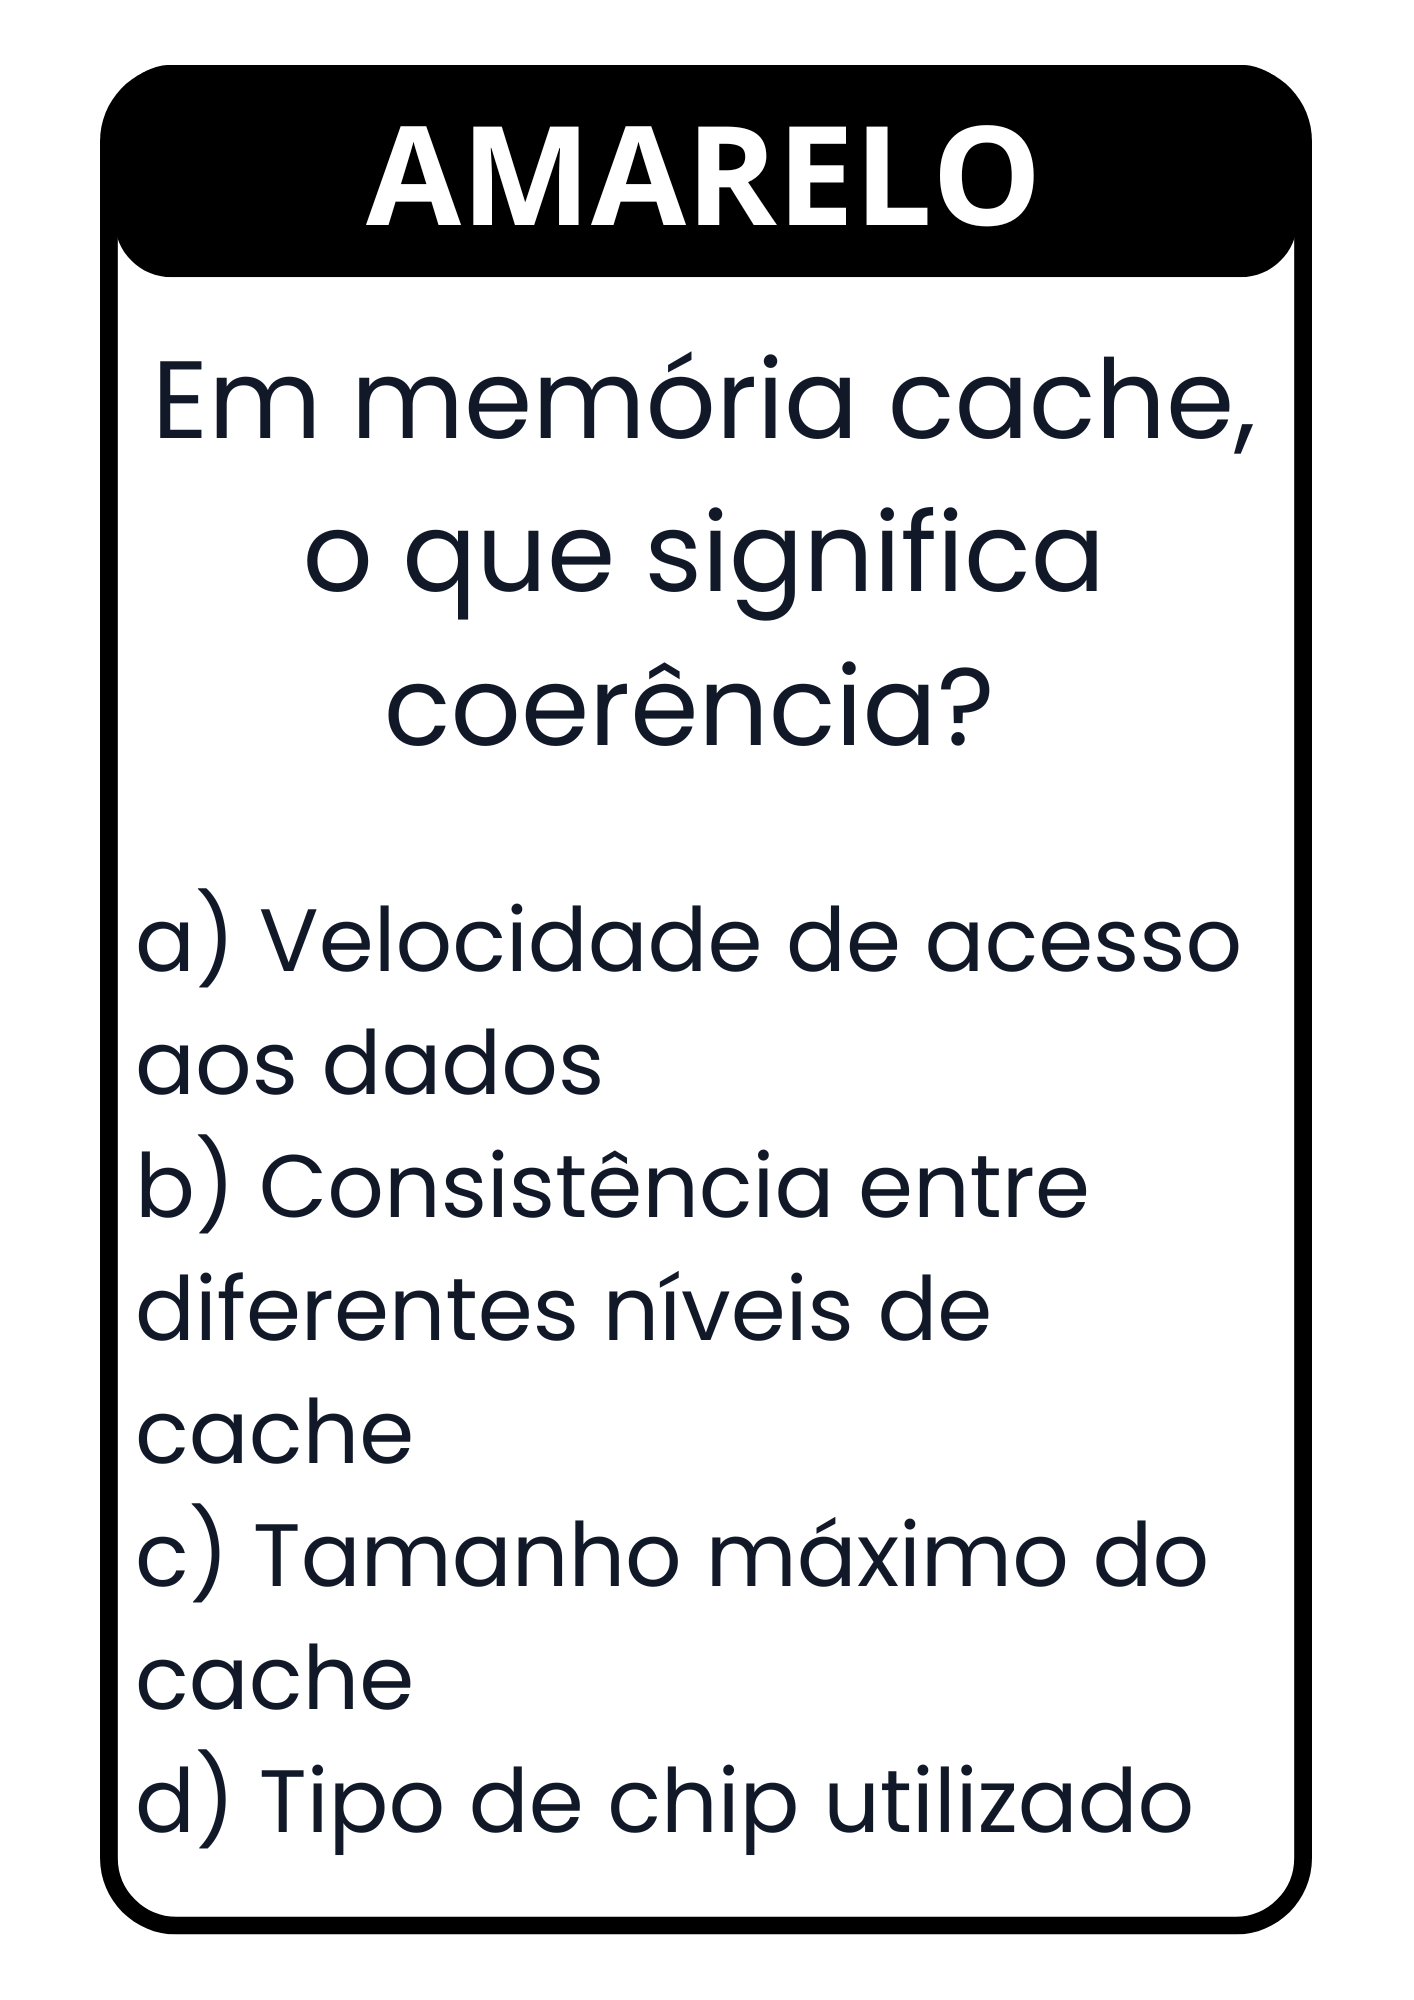 AMARELO
Em memória cache,
o que significa
coerência?
a) Velocidade de acesso
aos dados
b) Consistência entre
diferentes níveis de
cache
c) Tamanho máximo do
cache
d) Tipo de chip utilizado